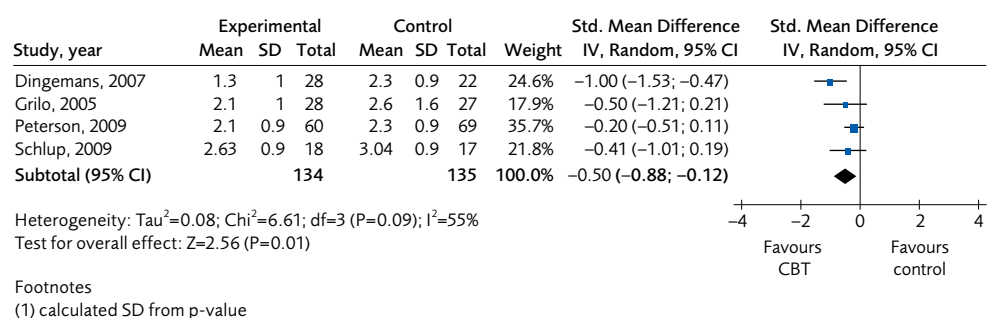 Experimental Control Std. Mean Difference Std. Mean Difference
Study, year Mean SD Total Mean SD Total Weight IV, Random, 95% CI IV, Random, 95% CI
Dingemans, 2007 1.3 1 28 2.3 0.9 22 24.6% −1.00 (−1.53; −0.47)
Grilo, 2005 2.1 1 28 2.6 1.6 27 17.9% −0.50 (−1.21; 0.21)
Peterson, 2009 2.1 0.9 60 2.3 0.9 69 35.7% −0.20 (−0.51; 0.11)
Schlup, 2009 2.63 0.9 18 3.04 0.9 17 21.8% −0.41 (−1.01; 0.19)
Subtotal (95% CI) 134 135 100.0% −0.50 (−0.88; −0.12)
Heterogeneity: Tau²=0.08; Chi²=6.61; df=3 (P=0.09); I²=55%
Test for overall effect: Z=2.56 (P=0.01)
−4 −2 0 2 4
Favours Favours
CBT control
Footnotes
(1) calculated SD from p-value